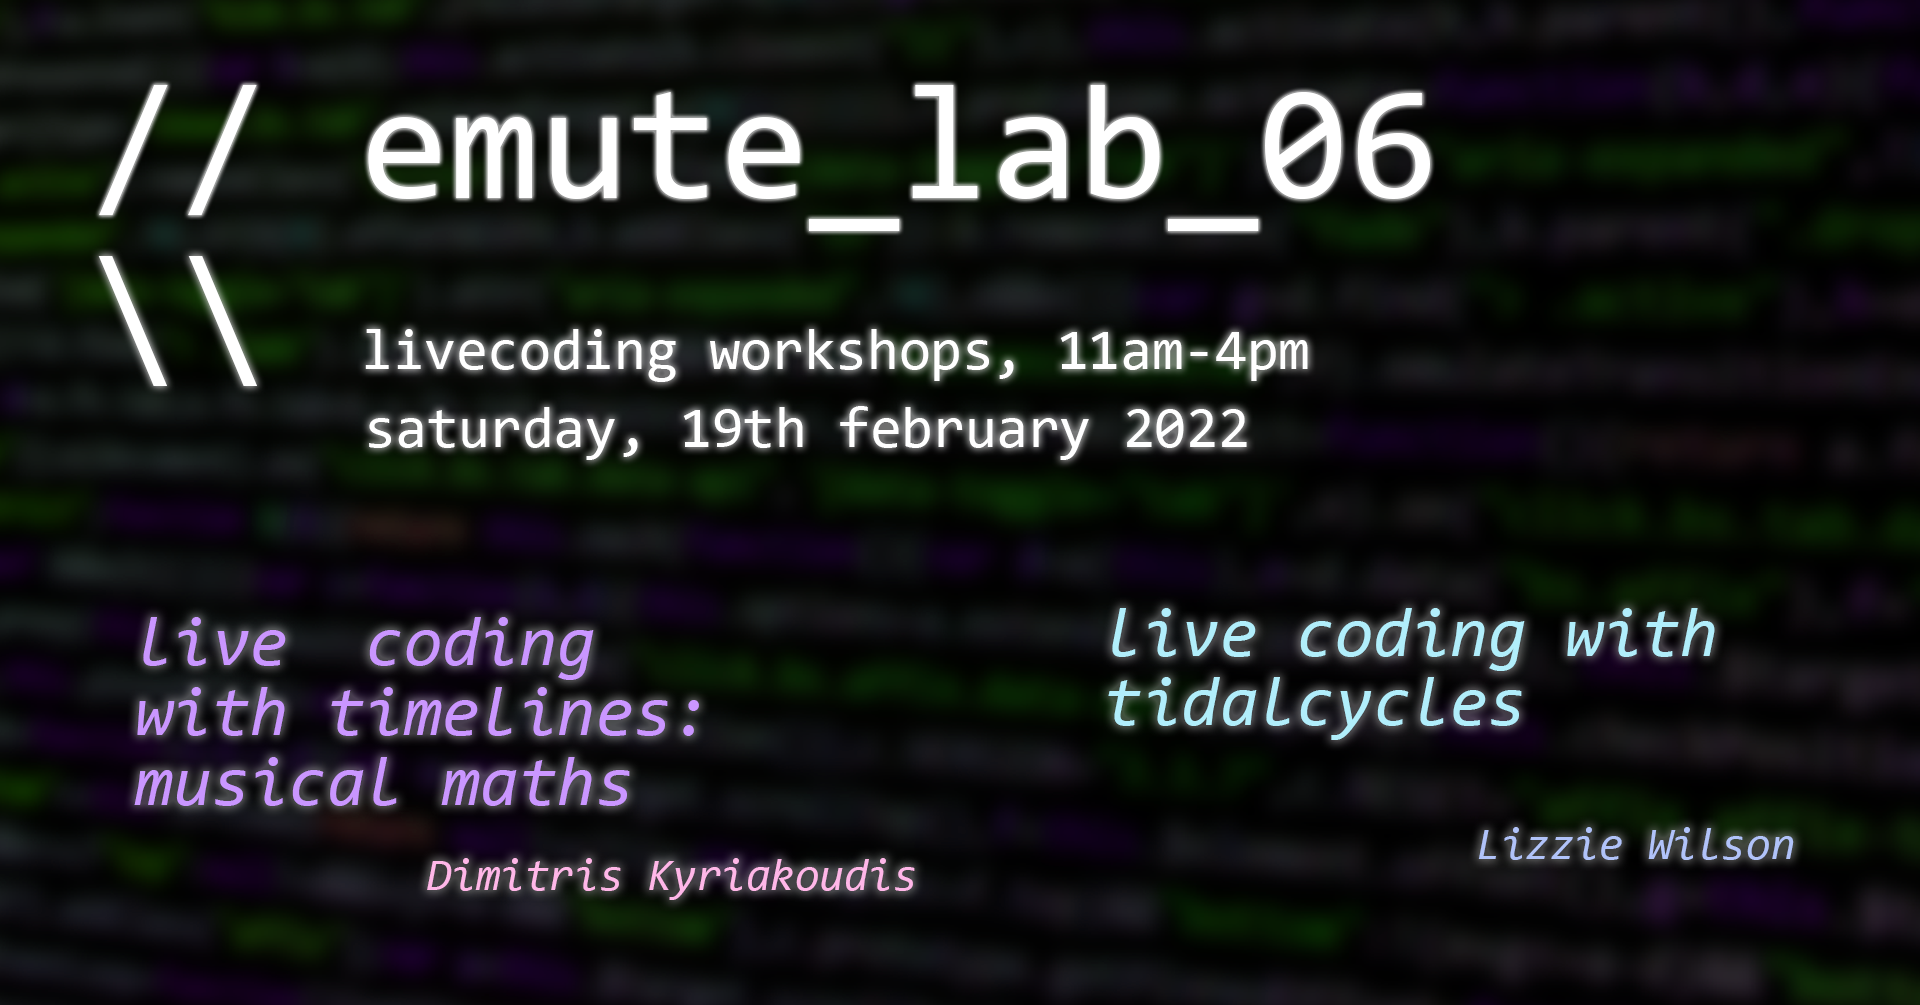 // emute_lab_06
\\
livecoding workshops, 11am-4pm
saturday, 19th february 2022
live coding
with timelines:
musical maths
Dimitris Kyriakoudis
live coding with
tidalcycles
Lizzie Wilson